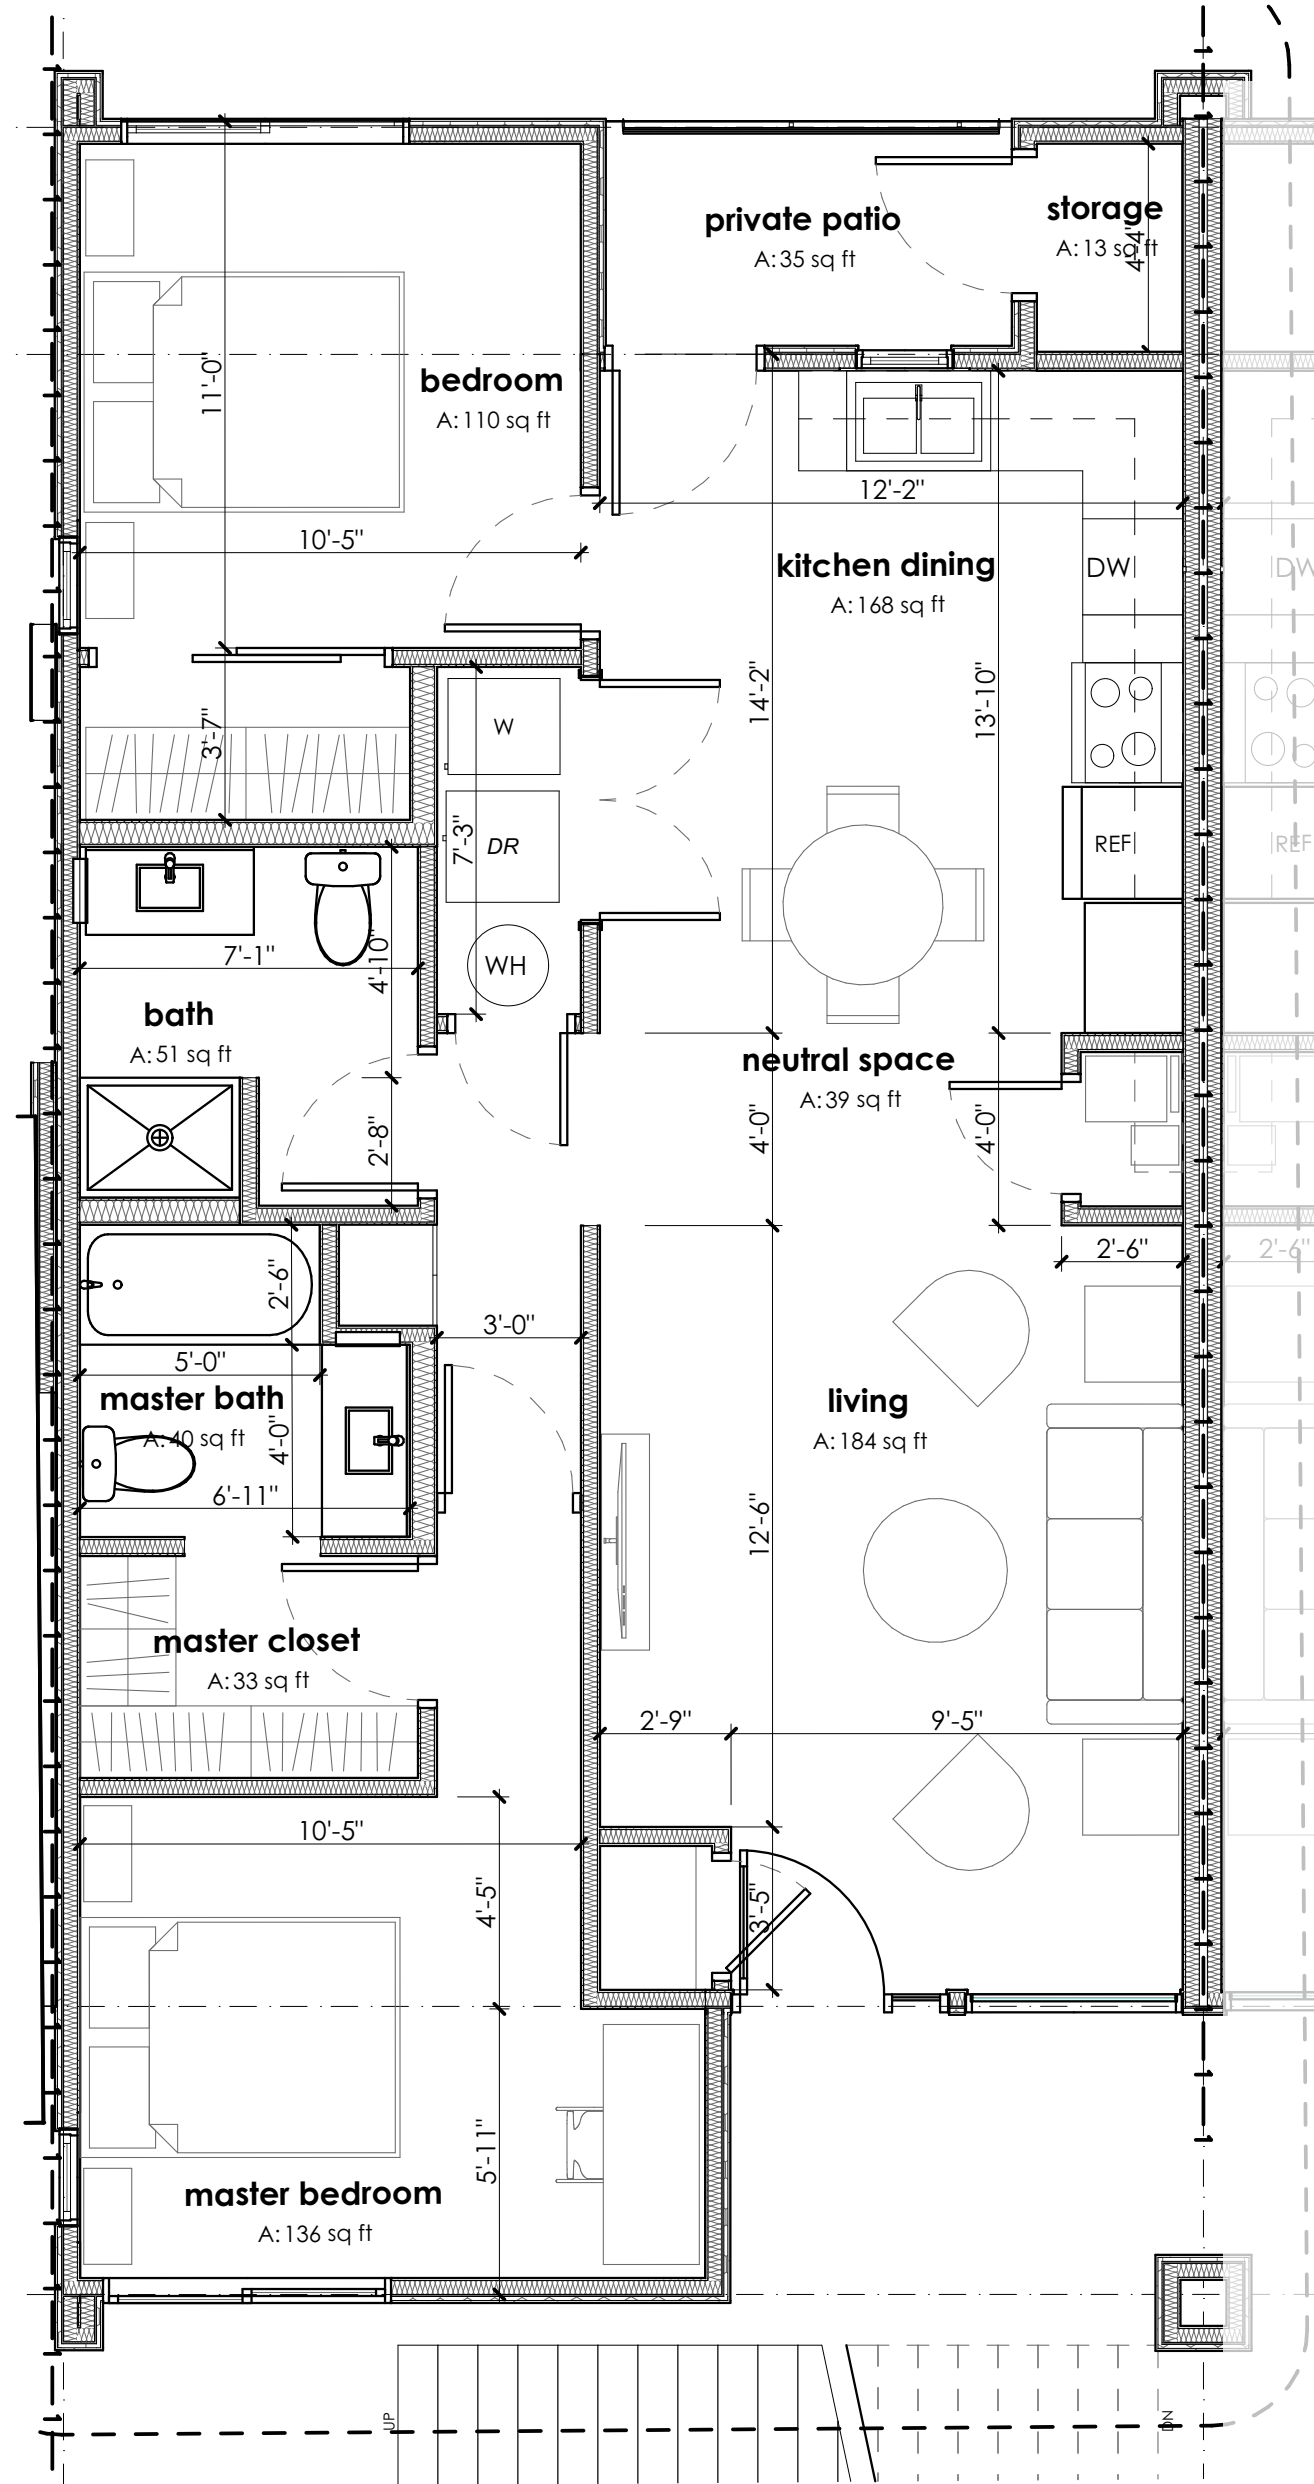 private patio
A: 35 sq ft
storage
A: 13 sq ft
4'-4"
11'-0"
bedroom
A: 110 sq ft
12'-2"
10'-5"
kitchen dining
A: 168 sq ft
DW
DW
14'-2"
13'-10"
3'-7"
W
DR
7'-3"
REF
REF
7'-1"
4'-10"
WH
bath
A: 51 sq ft
neutral space
A: 39 sq ft
2'-8"
4'-0"
4'-0"
2'-6"
2'-6"
2'-6"
3'-0"
5'-0"
master bath
A: 40 sq ft
4'-0"
6'-11"
living
A: 184 sq ft
12'-6"
master closet
A: 33 sq ft
2'-9"
9'-5"
10'-5"
4'-5"
3'-5"
5'-11"
master bedroom
A: 136 sq ft
UP
DN